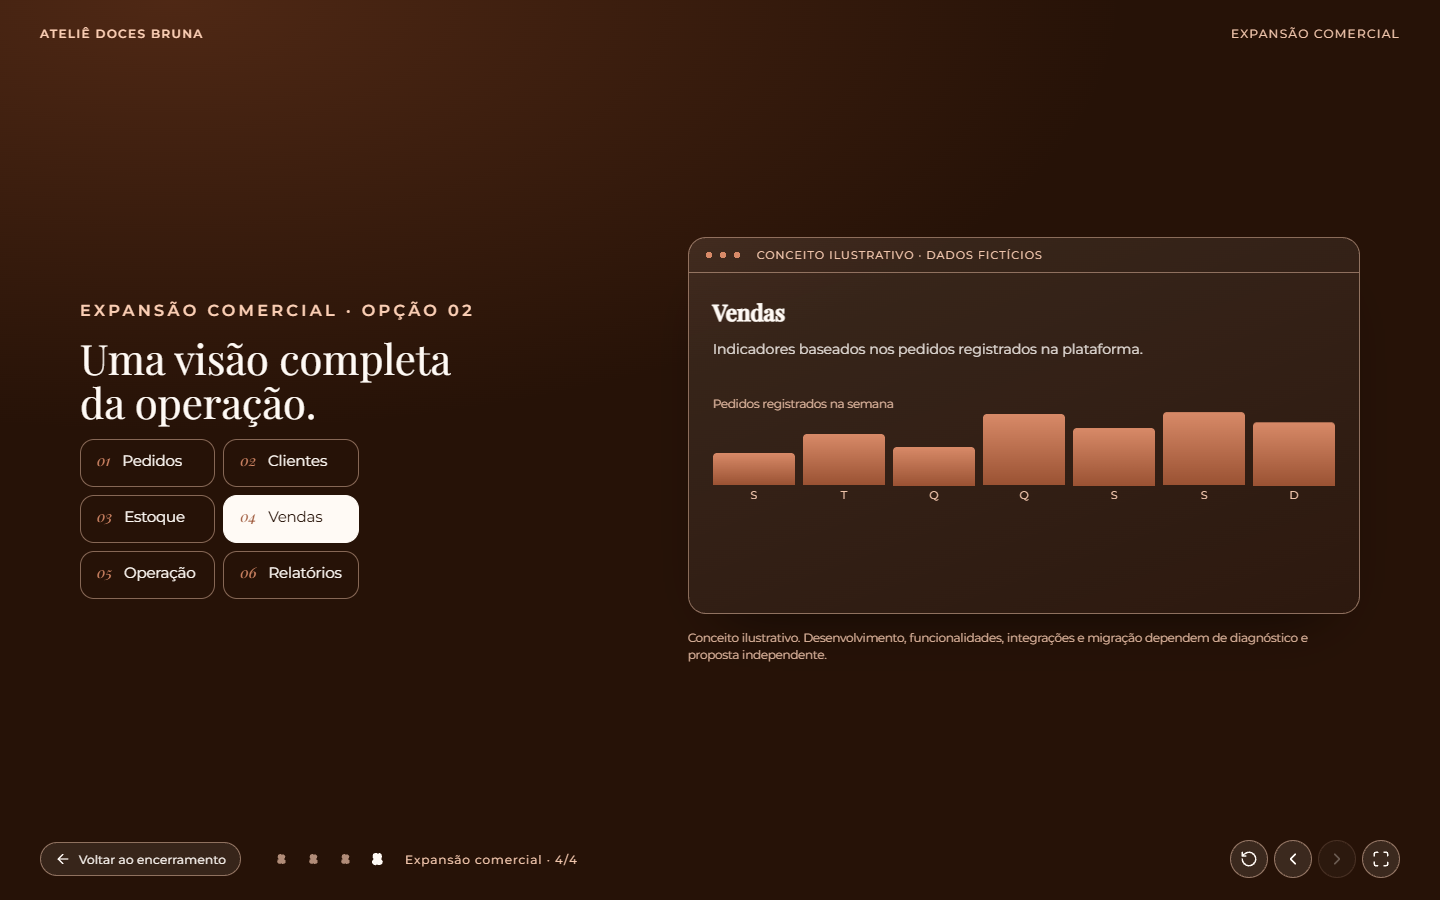 ATELIÊ DOCES BRUNA
EXPANSÃO COMERCIAL
EXPANSÃO COMERCIAL · OPÇÃO 02
Uma visão completa
da operação.
01 Pedidos
02 Clientes
03 Estoque
04 Vendas
05 Operação
06 Relatórios
CONCEITO ILUSTRATIVO · DADOS FICTÍCIOS
Vendas
Indicadores baseados nos pedidos registrados na plataforma.
Pedidos registrados na semana
S T Q Q S S D
Conceito ilustrativo. Desenvolvimento, funcionalidades, integrações e migração dependem de diagnóstico e
proposta independente.
Voltar ao encerramento
Expansão comercial · 4/4